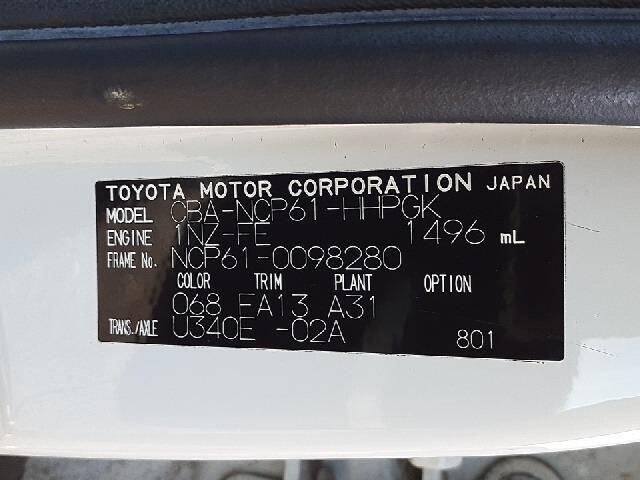 TOYOTA MOTOR CORPORATION JAPAN
MODEL CBA-NCP61-HHPGK
ENGINE 1NZ-FE 1496 mL
FRAME No. NCP61-0098280
COLOR TRIM PLANT OPTION
068 FA13 A31
TRANS./AXLE U340E -02A 801